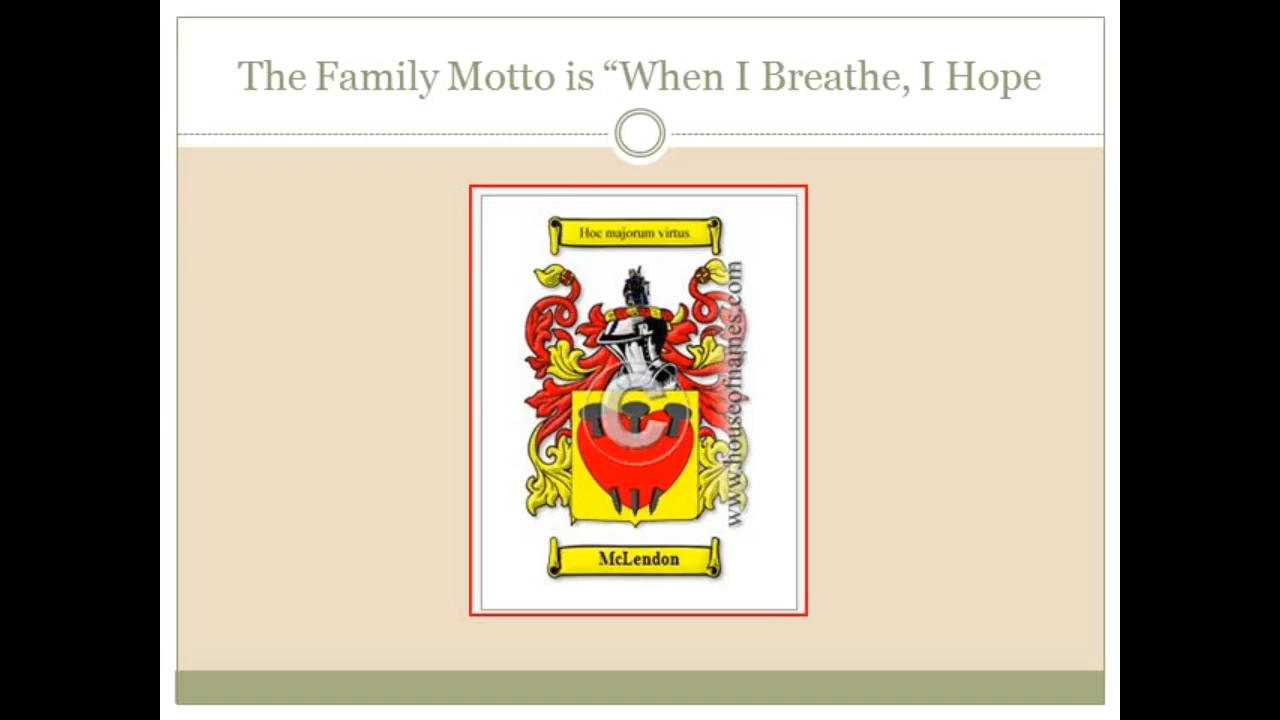 The Family Motto is “When I Breathe, I Hope
Hoc majorum virtus
www.houseofnames.com
C
McLendon